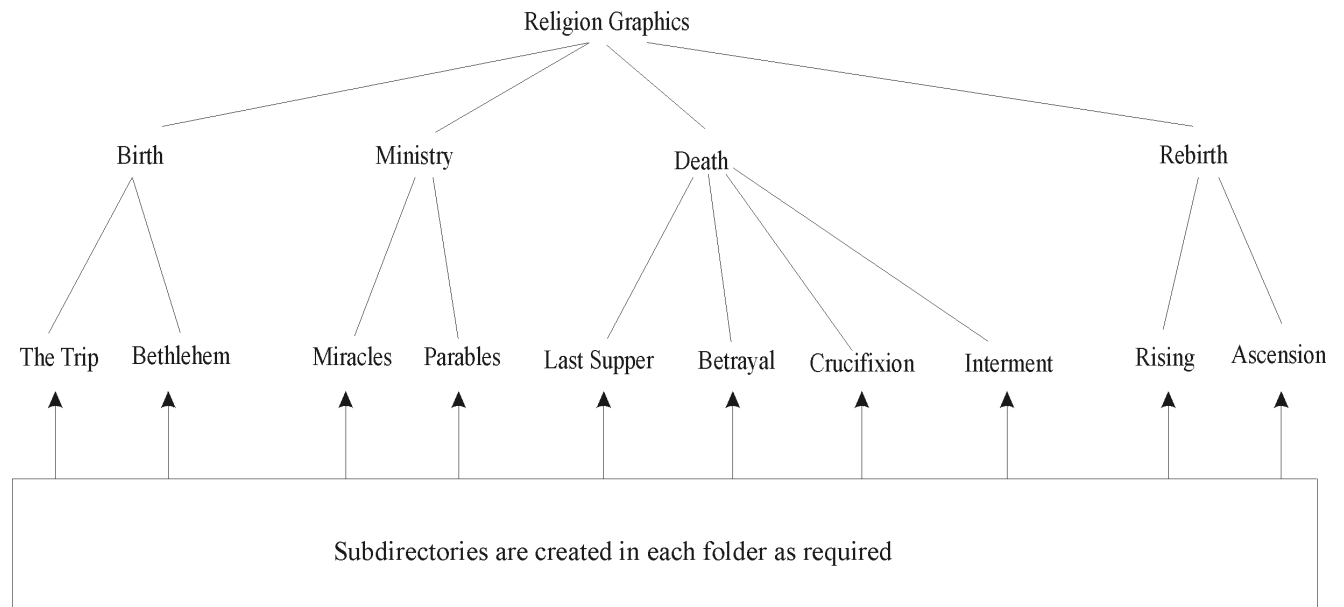 Religion Graphics
Birth
Ministry
Death
Rebirth
The Trip
Bethlehem
Miracles
Parables
Last Supper
Betrayal
Crucifixion
Interment
Rising
Ascension
Subdirectories are created in each folder as required